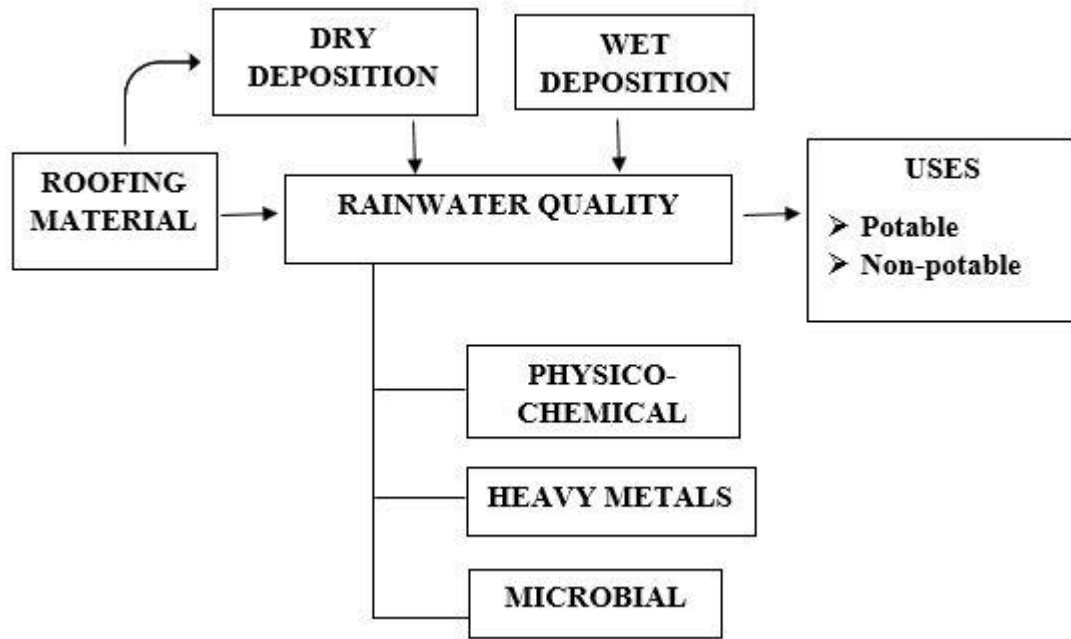 DRY
DEPOSITION
WET
DEPOSITION
ROOFING
MATERIAL
RAINWATER QUALITY
USES
➢ Potable
➢ Non-potable
PHYSICO-
CHEMICAL
HEAVY METALS
MICROBIAL